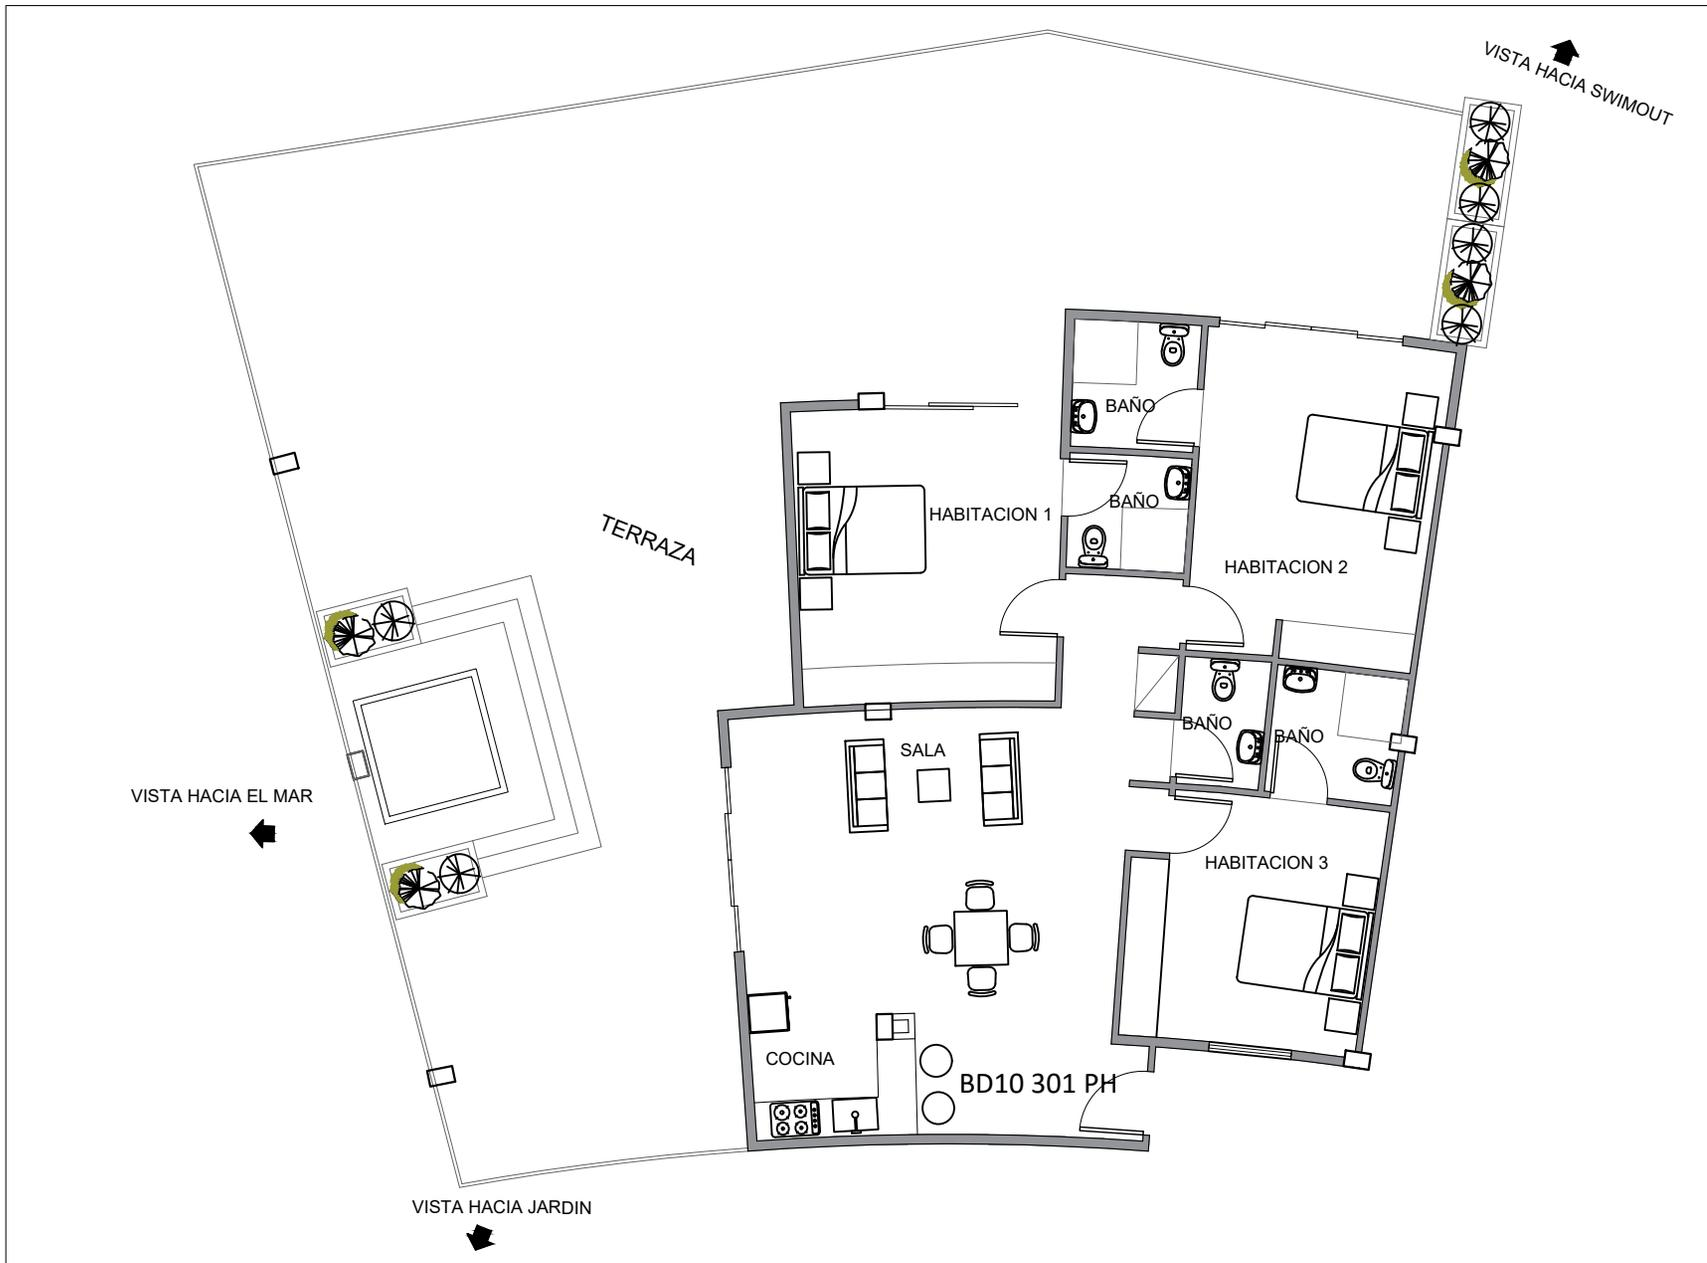 VISTA HACIA SWIMOUT
BAÑO
BAÑO
HABITACION 1
TERRAZA
HABITACION 2
BAÑO
BAÑO
SALA
VISTA HACIA EL MAR
HABITACION 3
COCINA
BD10 301 PH
VISTA HACIA JARDIN